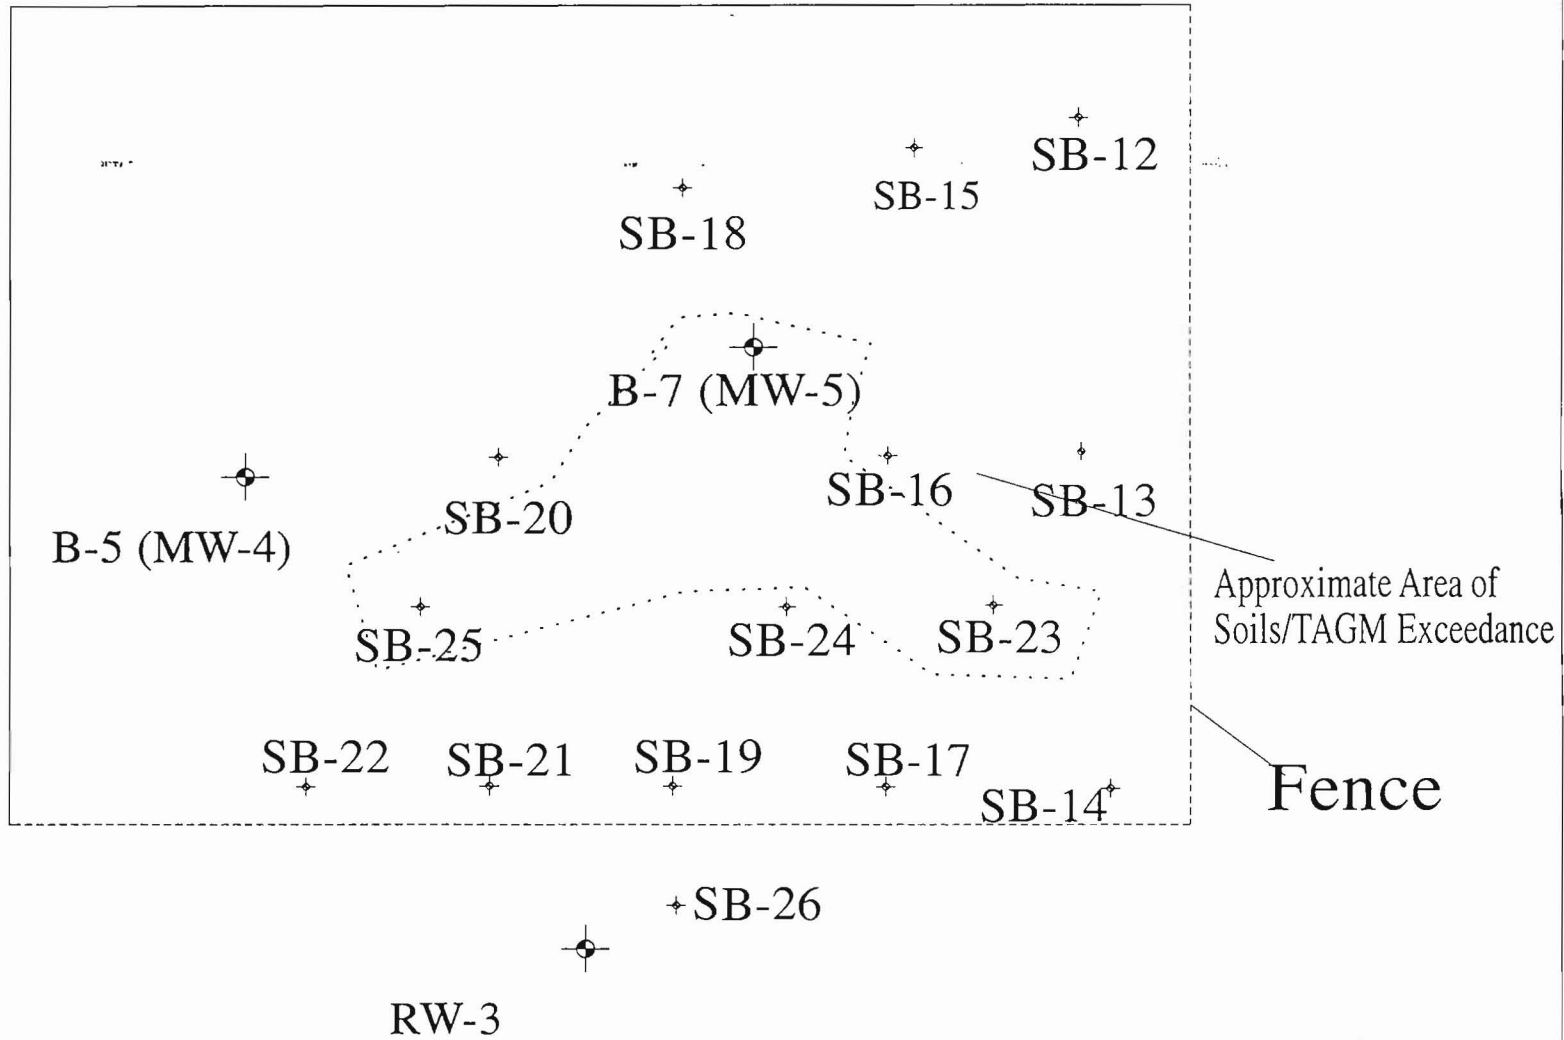 SB-12
SB-15
SB-18
B-7 (MW-5)
SB-16
SB-13
SB-20
B-5 (MW-4)
Approximate Area of
Soils/TAGM Exceedance
SB-25
SB-24
SB-23
SB-22
SB-21
SB-19
SB-17
SB-14
Fence
SB-26
RW-3